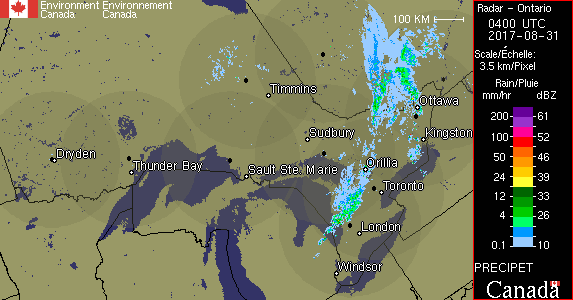 Environment Environnement
Canada Canada
100 KM
Timmins
Ottawa
Sudbury
Kingston
Dryden
Thunder Bay
Sault Ste. Marie
Orillia
Toronto
London
Windsor
Radar - Ontario
0400 UTC
2017-08-31
Scale/Échelle:
3.5 km/Pixel
Rain/Pluie
mm/hr dBZ
200 61
100 52
50 46
24 39
12 33
4 26
0.1 10
PRECIPET
Canada